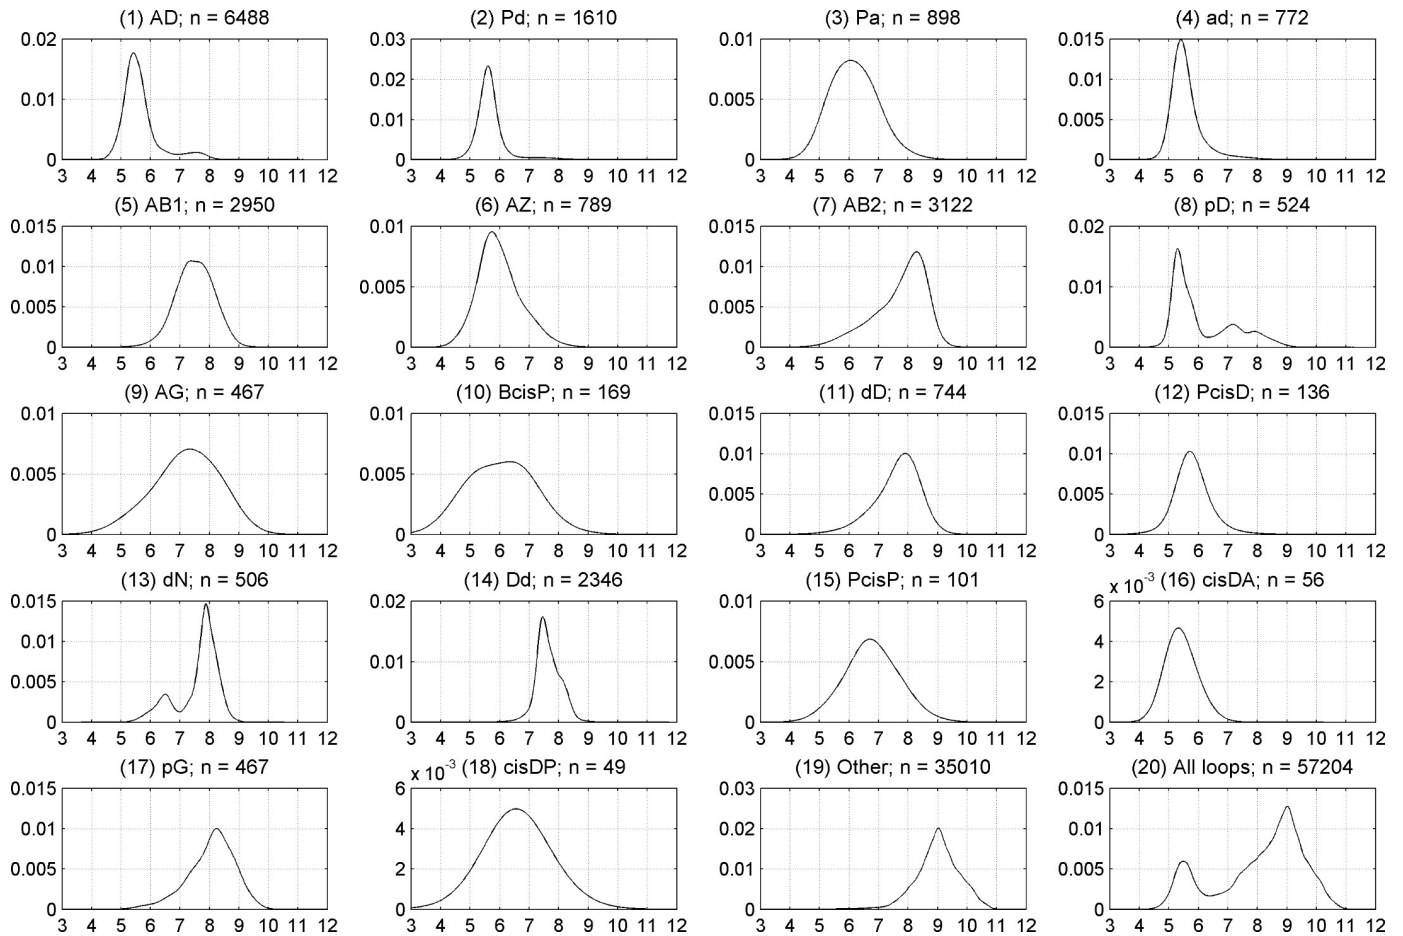 (1) AD; n = 6488 (2) Pd; n = 1610 (3) Pa; n = 898 (4) ad; n = 772
0.02 0.03 0.01 0.015
0.02 0.01
0.01 0.005
0.01 0.005
0 0 0 0
3 4 5 6 7 8 9 10 11 12 3 4 5 6 7 8 9 10 11 12 3 4 5 6 7 8 9 10 11 12 3 4 5 6 7 8 9 10 11 12
(5) AB1; n = 2950 (6) AZ; n = 789 (7) AB2; n = 3122 (8) pD; n = 524
0.015 0.01 0.015 0.02
0.01 0.01
0.005 0.01
0.005 0.005
0 0 0 0
3 4 5 6 7 8 9 10 11 12 3 4 5 6 7 8 9 10 11 12 3 4 5 6 7 8 9 10 11 12 3 4 5 6 7 8 9 10 11 12
(9) AG; n = 467 (10) BcisP; n = 169 (11) dD; n = 744 (12) PcisD; n = 136
0.01 0.01 0.015 0.015
0.01 0.01
0.005 0.005
0.005 0.005
0 0 0 0
3 4 5 6 7 8 9 10 11 12 3 4 5 6 7 8 9 10 11 12 3 4 5 6 7 8 9 10 11 12 3 4 5 6 7 8 9 10 11 12
(13) dN; n = 506 (14) Dd; n = 2346 (15) PcisP; n = 101 x 10-3 (16) cisDA; n = 56
0.015 0.02 0.01 6
0.01 4
0.01 0.005
0.005 2
0 0 0 0
3 4 5 6 7 8 9 10 11 12 3 4 5 6 7 8 9 10 11 12 3 4 5 6 7 8 9 10 11 12 3 4 5 6 7 8 9 10 11 12
(17) pG; n = 467 x 10-3 (18) cisDP; n = 49 (19) Other; n = 35010 (20) All loops; n = 57204
0.015 6 0.03 0.015
0.01 4 0.02 0.01
0.005 2 0.01 0.005
0 0 0 0
3 4 5 6 7 8 9 10 11 12 3 4 5 6 7 8 9 10 11 12 3 4 5 6 7 8 9 10 11 12 3 4 5 6 7 8 9 10 11 12